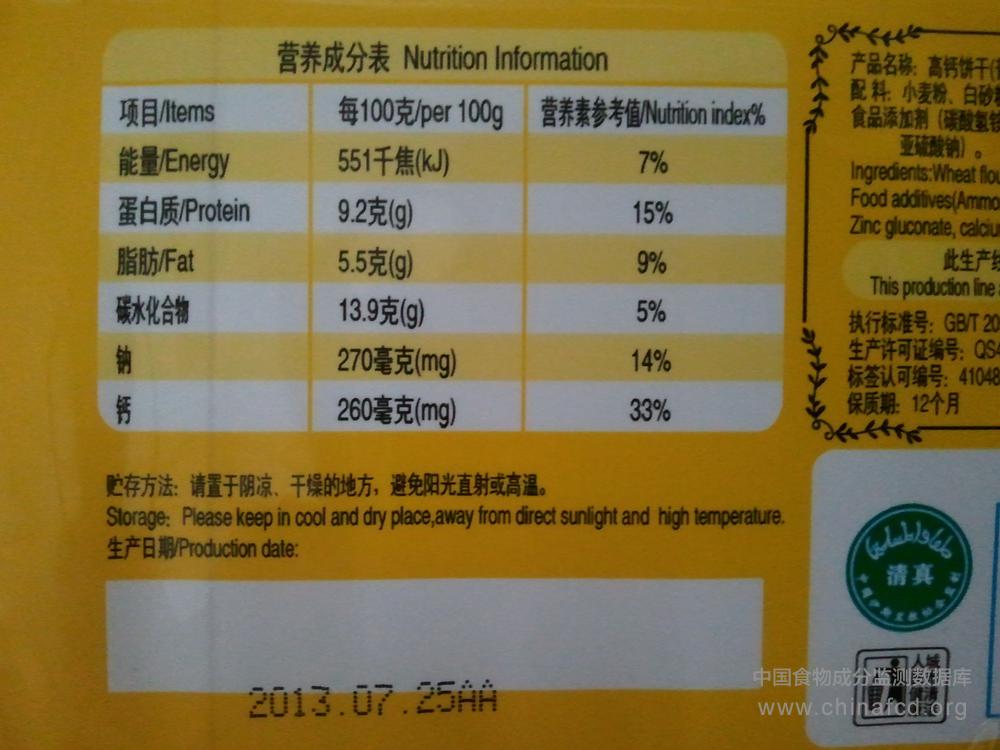 营养成分表 Nutrition Information
项目/Items 每100克/per 100g 营养素参考值/Nutrition index%
能量/Energy 551千焦(kJ) 7%
蛋白质/Protein 9.2克(g) 15%
脂肪/Fat 5.5克(g) 9%
碳水化合物 13.9克(g) 5%
钠 270毫克(mg) 14%
钙 260毫克(mg) 33%
贮存方法：请置于阴凉、干燥的地方，避免阳光直射或高温。
Storage: Please keep in cool and dry place,away from direct sunlight and high temperature.
生产日期/Production date:
2013.07.25AA
产品名称：高钙饼干(
配 料：小麦粉、白砂
食品添加剂（碳酸氢
亚硫酸钠）。
Ingredients:Wheat flou
Food additives(Ammo
Zinc gluconate, calciu
此生产
This production line
执行标准号：GB/T 20
生产许可证编号：QS4
标签认可编号：41048
保质期：12个月
清真
中国食物成分监测数据库
www.chinafcd.org